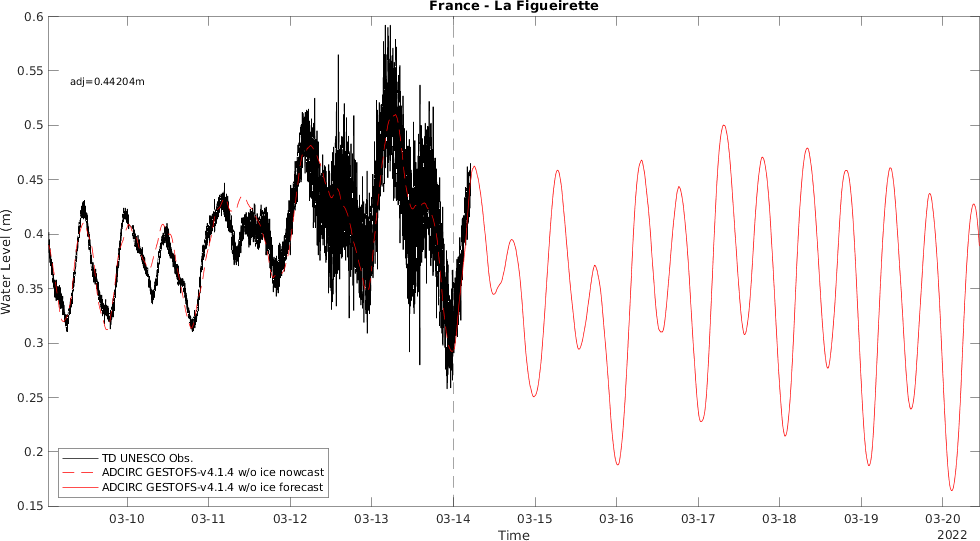 France - La Figueirette
0.6
0.55
adj=0.44204m
0.5
0.45
0.4
0.35
0.3
0.25
0.2
0.15
Water Level (m)
TD UNESCO Obs.
ADCIRC GESTOFS-v4.1.4 w/o ice nowcast
ADCIRC GESTOFS-v4.1.4 w/o ice forecast
03-10 03-11 03-12 03-13 03-14 03-15 03-16 03-17 03-18 03-19 03-20
Time
2022